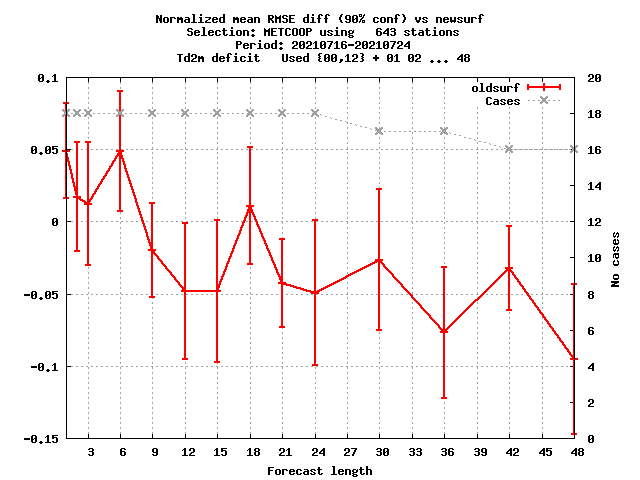 Normalized mean RMSE diff (90% conf) vs newsurf
Selection: METCOOP using   643 stations
Period: 20210716-20210724
Td2m deficit   Used {00,12} + 01 02 ... 48
oldsurf
Cases
0.1
0.05
0
-0.05
-0.1
-0.15
20
18
16
14
12
10
8
6
4
2
0
No cases
3 6 9 12 15 18 21 24 27 30 33 36 39 42 45 48
Forecast length